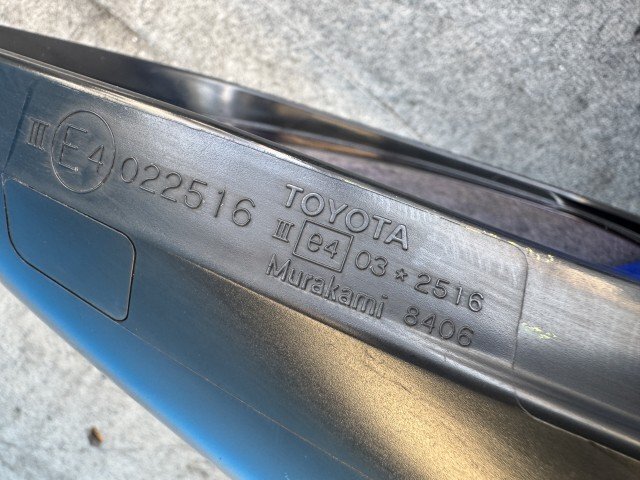 III E4 022516
TOYOTA
III e4 03*2516
Murakami 8406